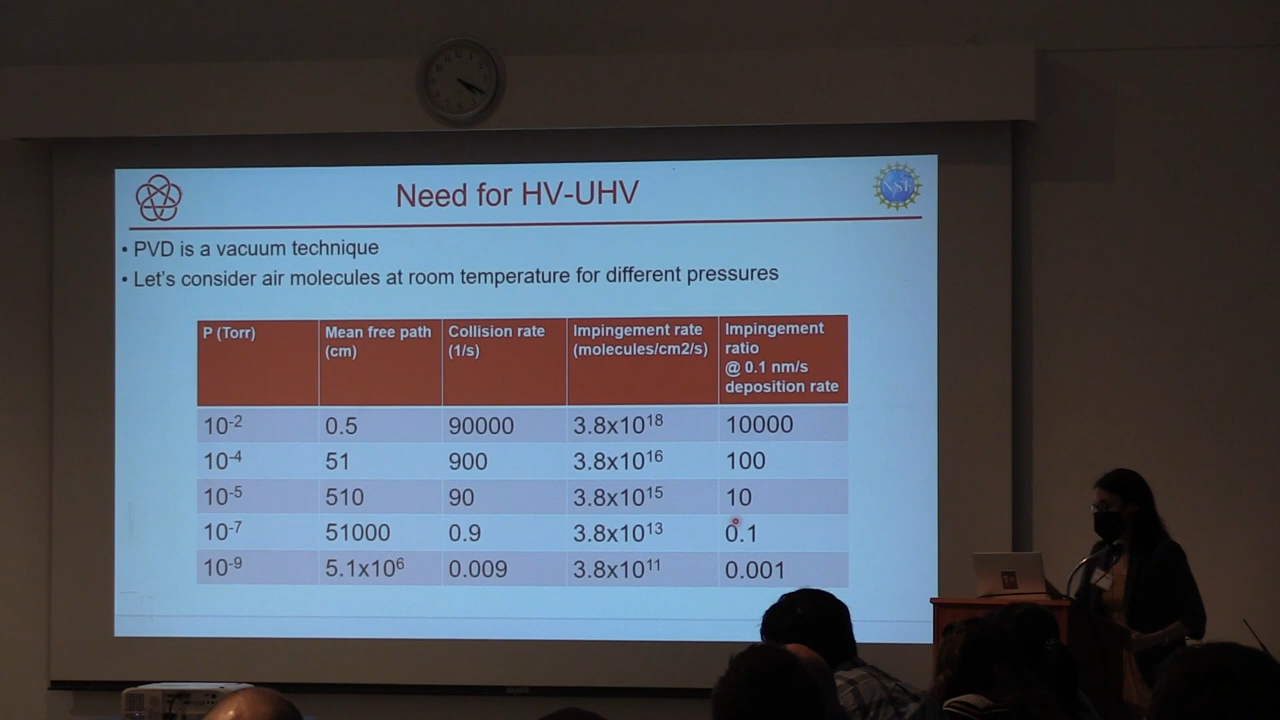 Need for HV-UHV
NSF
• PVD is a vacuum technique
• Let's consider air molecules at room temperature for different pressures
P (Torr) Mean free path (cm) Collision rate (1/s) Impingement rate (molecules/cm2/s) Impingement ratio @ 0.1 nm/s deposition rate
10⁻² 0.5 90000 3.8x10¹⁸ 10000
10⁻⁴ 51 900 3.8x10¹⁶ 100
10⁻⁵ 510 90 3.8x10¹⁵ 10
10⁻⁷ 51000 0.9 3.8x10¹³ 0.1
10⁻⁹ 5.1x10⁶ 0.009 3.8x10¹¹ 0.001